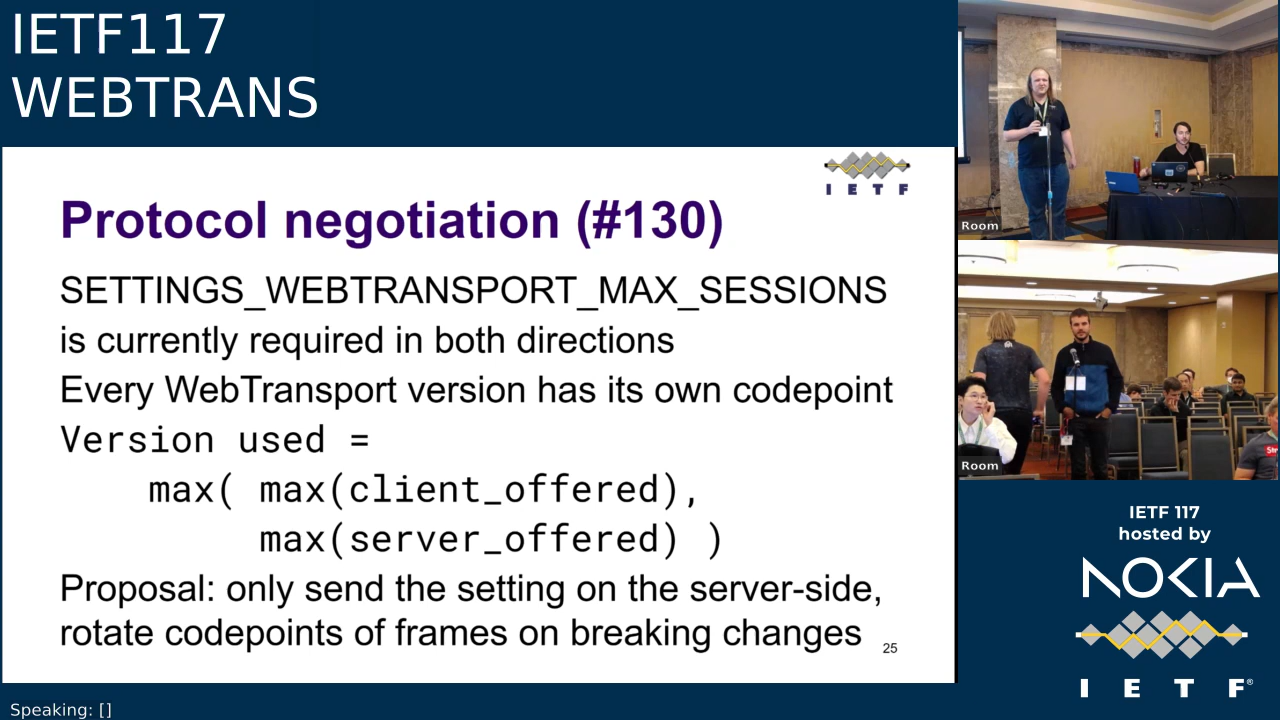 IETF117
WEBTRANS
I E T F
Protocol negotiation (#130)
SETTINGS_WEBTRANSPORT_MAX_SESSIONS
is currently required in both directions
Every WebTransport version has its own codepoint
Version used =
max( max(client_offered),
max(server_offered) )
Proposal: only send the setting on the server-side,
rotate codepoints of frames on breaking changes
25
Room
Room
IETF 117
hosted by
NOKIA
I E T F®
Speaking: []